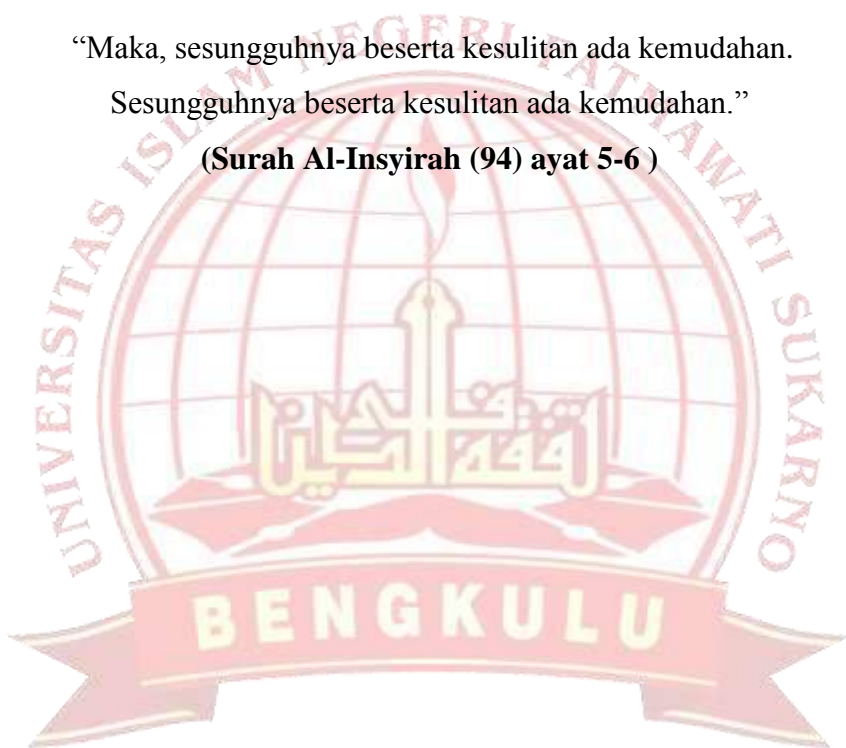 “Maka, sesungguhnya beserta kesulitan ada kemudahan.
Sesungguhnya beserta kesulitan ada kemudahan.”
(Surah Al-Insyirah (94) ayat 5-6 )
UNIVERSITAS ISLAM NEGERI FATMAWATI SUKARNO
BENGKULU